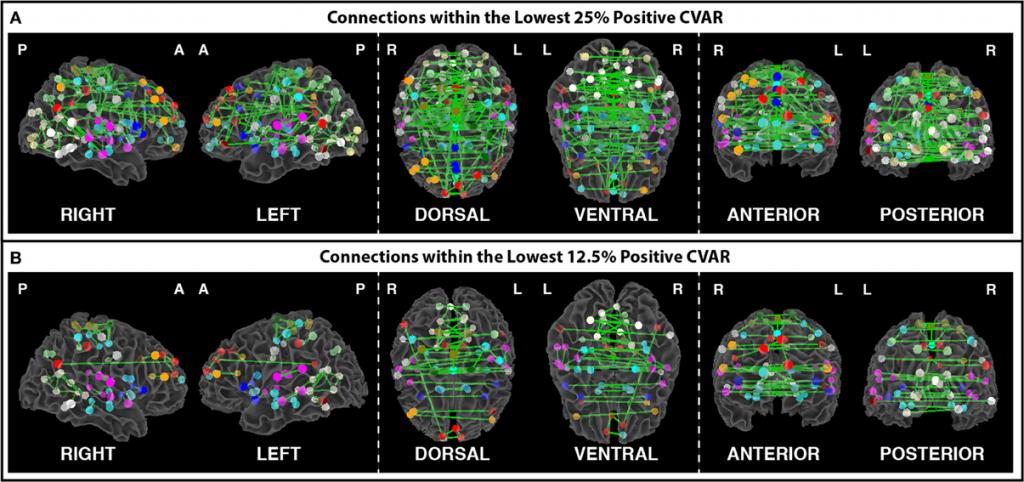 A Connections within the Lowest 25% Positive CVAR
P A A P R L L R R L L R
RIGHT LEFT DORSAL VENTRAL ANTERIOR POSTERIOR
B Connections within the Lowest 12.5% Positive CVAR
P A A P R L L R R L L R
RIGHT LEFT DORSAL VENTRAL ANTERIOR POSTERIOR